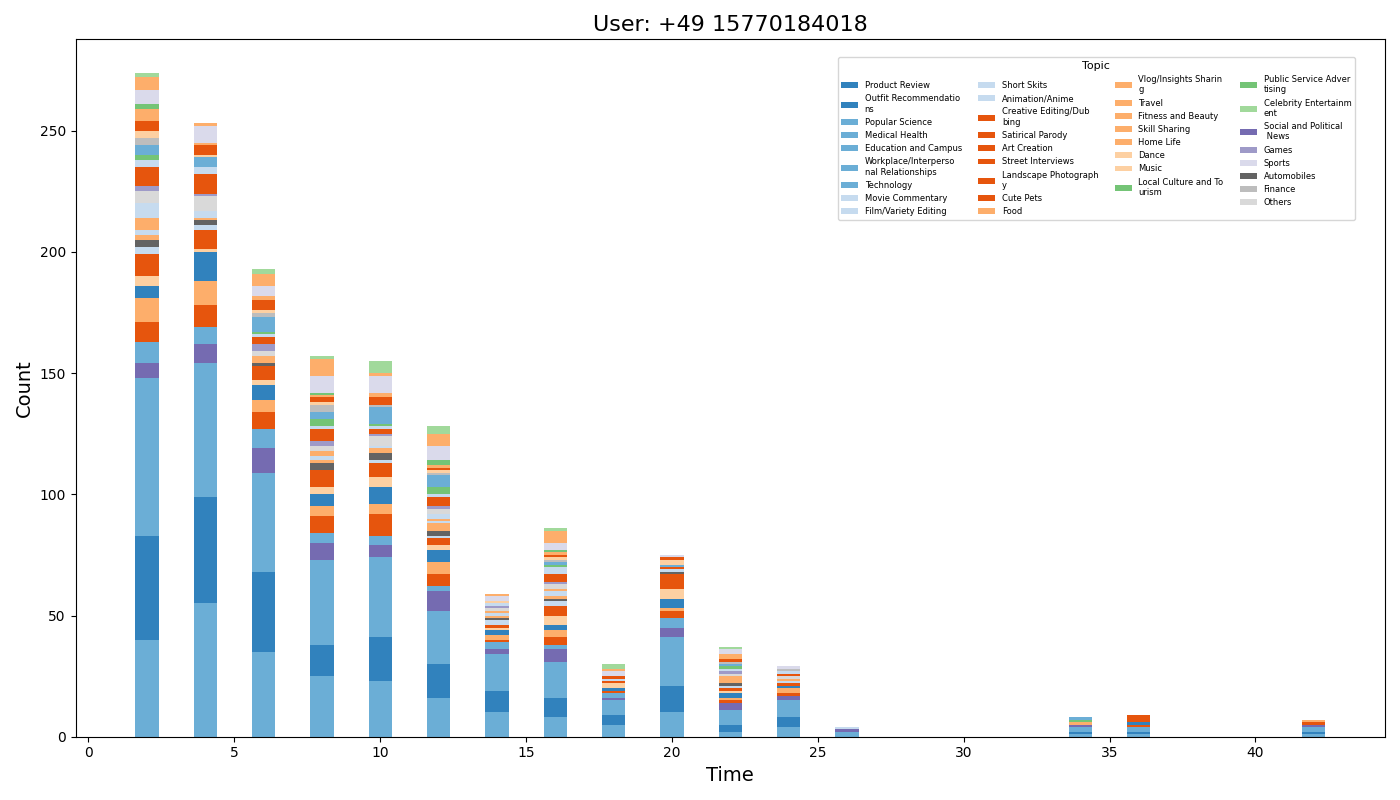 User: +49 15770184018
Topic
Product Review
Outfit Recommendatio
ns
Popular Science
Medical Health
Education and Campus
Workplace/Interperso
nal Relationships
Technology
Movie Commentary
Film/Variety Editing
Short Skits
Animation/Anime
Creative Editing/Dub
bing
Satirical Parody
Art Creation
Street Interviews
Landscape Photograph
y
Cute Pets
Food
Vlog/Insights Sharin
g
Travel
Fitness and Beauty
Skill Sharing
Home Life
Dance
Music
Local Culture and To
urism
Public Service Adver
tising
Celebrity Entertainm
ent
Social and Political
News
Games
Sports
Automobiles
Finance
Others
Count
250
200
150
100
50
0
0 5 10 15 20 25 30 35 40
Time